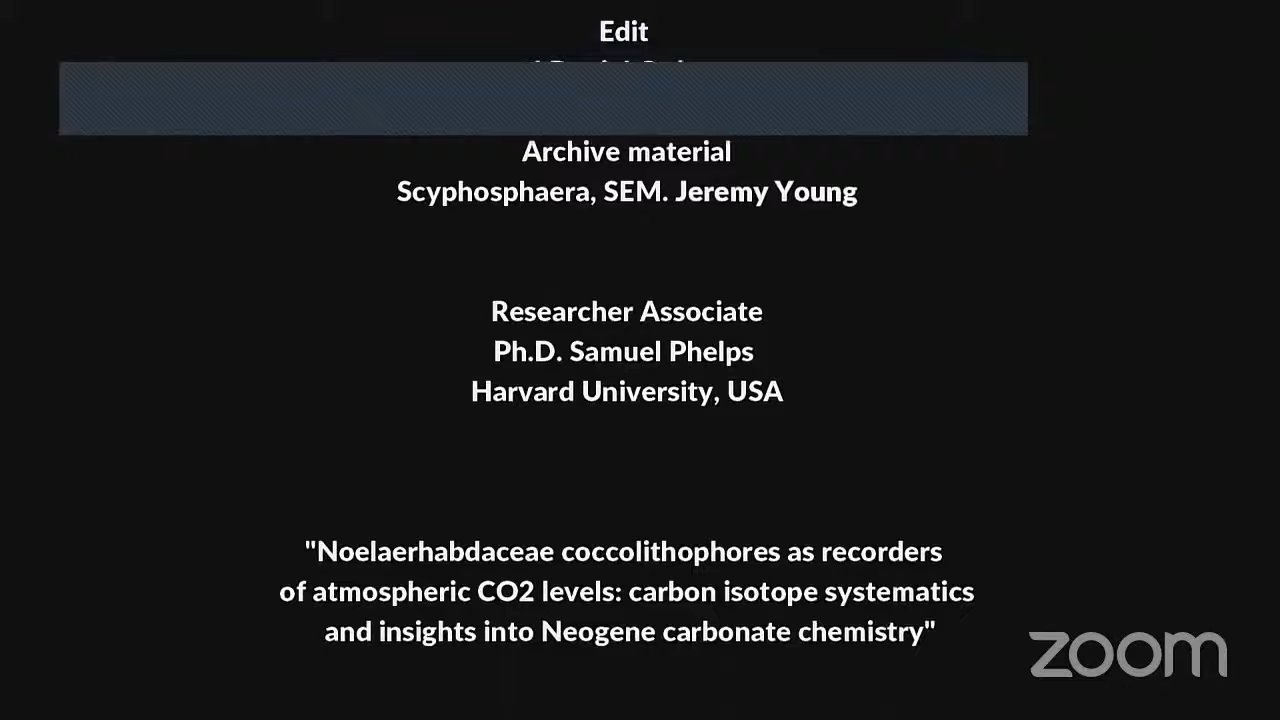 Edit
Archive material
Scyphosphaera, SEM. Jeremy Young
Researcher Associate
Ph.D. Samuel Phelps
Harvard University, USA
"Noelaerhabdaceae coccolithophores as recorders
of atmospheric CO2 levels: carbon isotope systematics
and insights into Neogene carbonate chemistry"
zoom